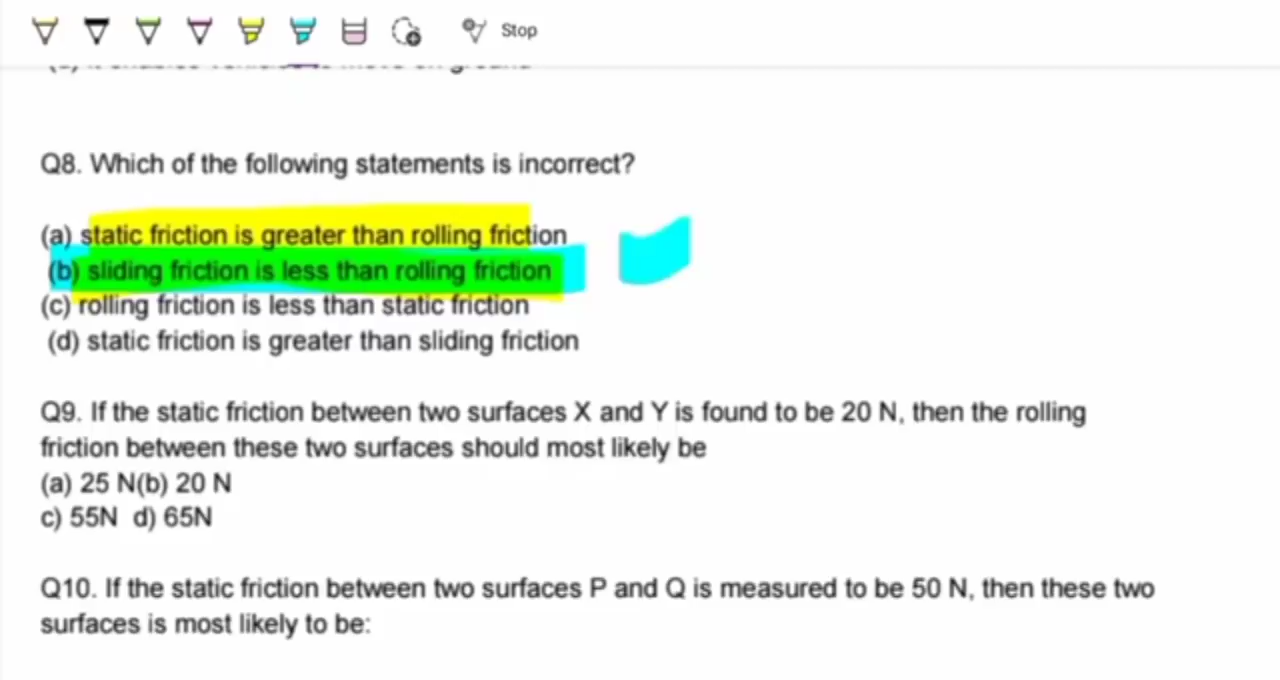 Stop
Q8. Which of the following statements is incorrect?
(a) static friction is greater than rolling friction
(b) sliding friction is less than rolling friction
(c) rolling friction is less than static friction
(d) static friction is greater than sliding friction
Q9. If the static friction between two surfaces X and Y is found to be 20 N, then the rolling
friction between these two surfaces should most likely be
(a) 25 N(b) 20 N
c) 55N d) 65N
Q10. If the static friction between two surfaces P and Q is measured to be 50 N, then these two
surfaces is most likely to be: